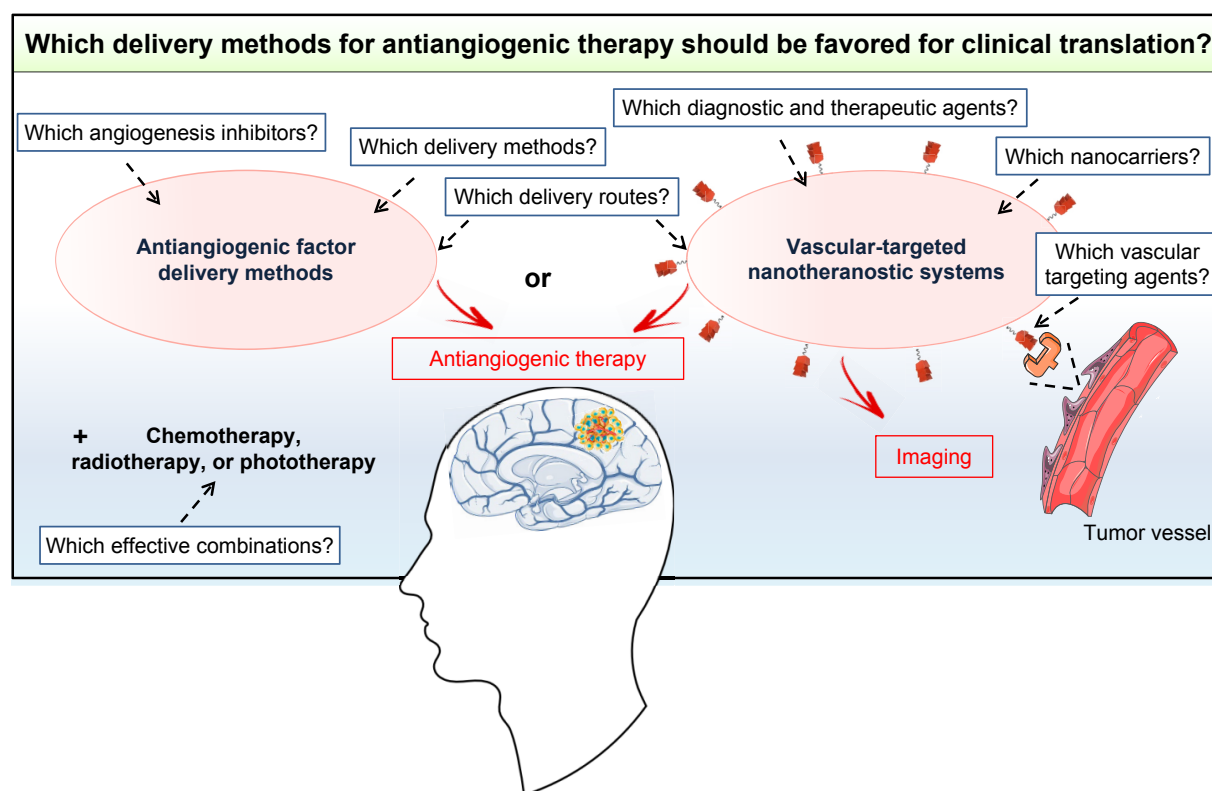 Which delivery methods for antiangiogenic therapy should be favored for clinical translation?
Which angiogenesis inhibitors?
Which delivery methods?
Which delivery routes?
Antiangiogenic factor
delivery methods
or
Which diagnostic and therapeutic agents?
Which nanocarriers?
Vascular-targeted
nanotheranostic systems
Which vascular
targeting agents?
Antiangiogenic therapy
Imaging
Tumor vessel
+ Chemotherapy,
radiotherapy, or phototherapy
Which effective combinations?